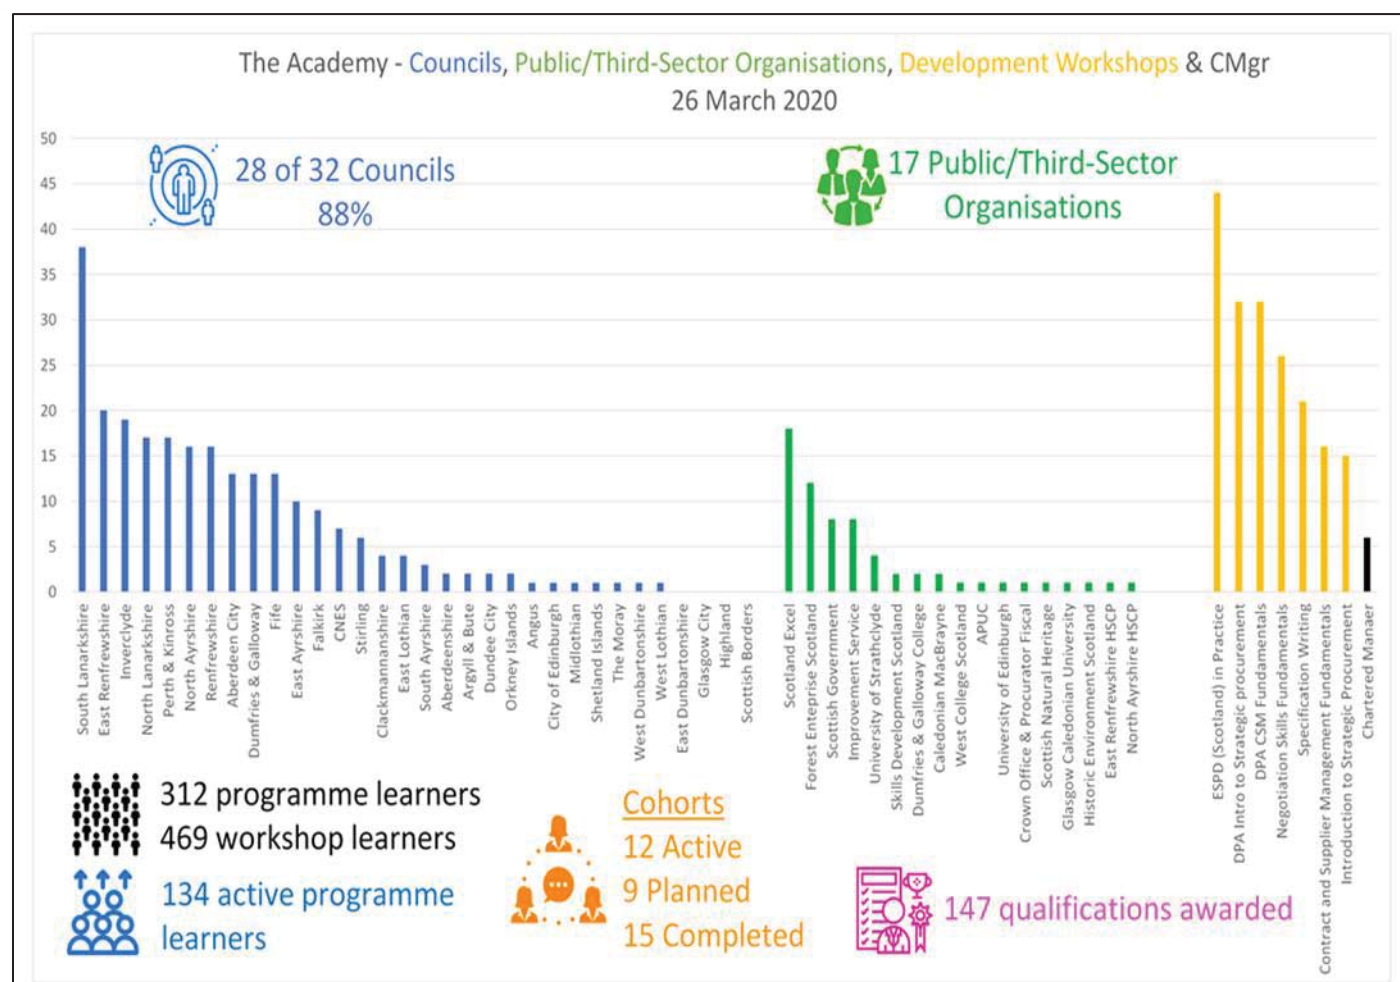 The Academy - Councils, Public/Third-Sector Organisations, Development Workshops & CMgr
26 March 2020
28 of 32 Councils
88%
17 Public/Third-Sector
Organisations
50
45
40
35
30
25
20
15
10
5
0
South Lanarkshire
East Renfrewshire
Inverclyde
North Lanarkshire
Perth & Kinross
North Ayrshire
Renfrewshire
Aberdeen City
Dumfries & Galloway
Fife
East Ayrshire
Falkirk
CNES
Stirling
Clackmannanshire
East Lothian
South Ayrshire
Aberdeenshire
Argyll & Bute
Dundee City
Orkney Islands
Angus
City of Edinburgh
Midlothian
Shetland Islands
The Moray
West Dunbartonshire
West Lothian
East Dunbartonshire
Glasgow City
Highland
Scottish Borders
Scotland Excel
Forest Enteprise Scotland
Scottish Government
Improvement Service
University of Strathclyde
Skills Development Scotland
Dumfries & Galloway College
Caledonian MacBrayne
West College Scotland
APUC
University of Edinburgh
Crown Office & Procurator Fiscal
Scottish Natural Heritage
Glasgow Caledonian University
Historic Environment Scotland
East Renfrewshire HSCP
North Ayrshire HSCP
ESPD (Scotland) in Practice
DPA Intro to Strategic procurement
DPA CSM Fundamentals
Negotiation Skills Fundamentals
Specification Writing
Contract and Supplier Management Fundamentals
Introduction to Strategic Procurement
Chartered Manaer
312 programme learners
469 workshop learners
134 active programme
learners
Cohorts
12 Active
9 Planned
15 Completed
147 qualifications awarded